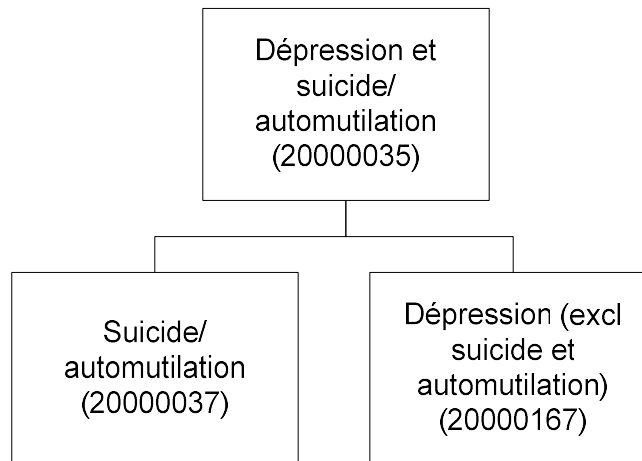 Dépression et
suicide/
automutilation
(20000035)
Suicide/
automutilation
(20000037)
Dépression (excl
suicide et
automutilation)
(20000167)